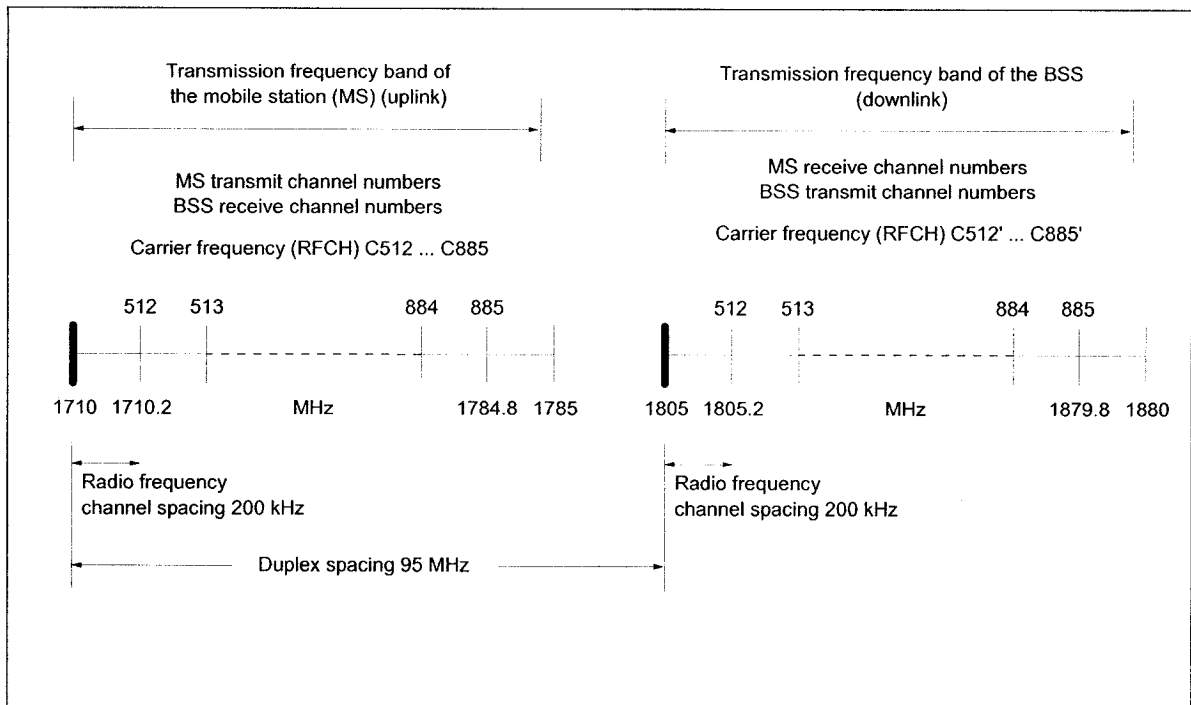 Transmission frequency band of
the mobile station (MS) (uplink)
Transmission frequency band of the BSS
(downlink)
MS transmit channel numbers
BSS receive channel numbers
MS receive channel numbers
BSS transmit channel numbers
Carrier frequency (RFCH) C512 ... C885
Carrier frequency (RFCH) C512' ... C885'
512 513 884 885
512 513 884 885
1710 1710.2 MHz 1784.8 1785
1805 1805.2 MHz 1879.8 1880
Radio frequency
channel spacing 200 kHz
Radio frequency
channel spacing 200 kHz
Duplex spacing 95 MHz